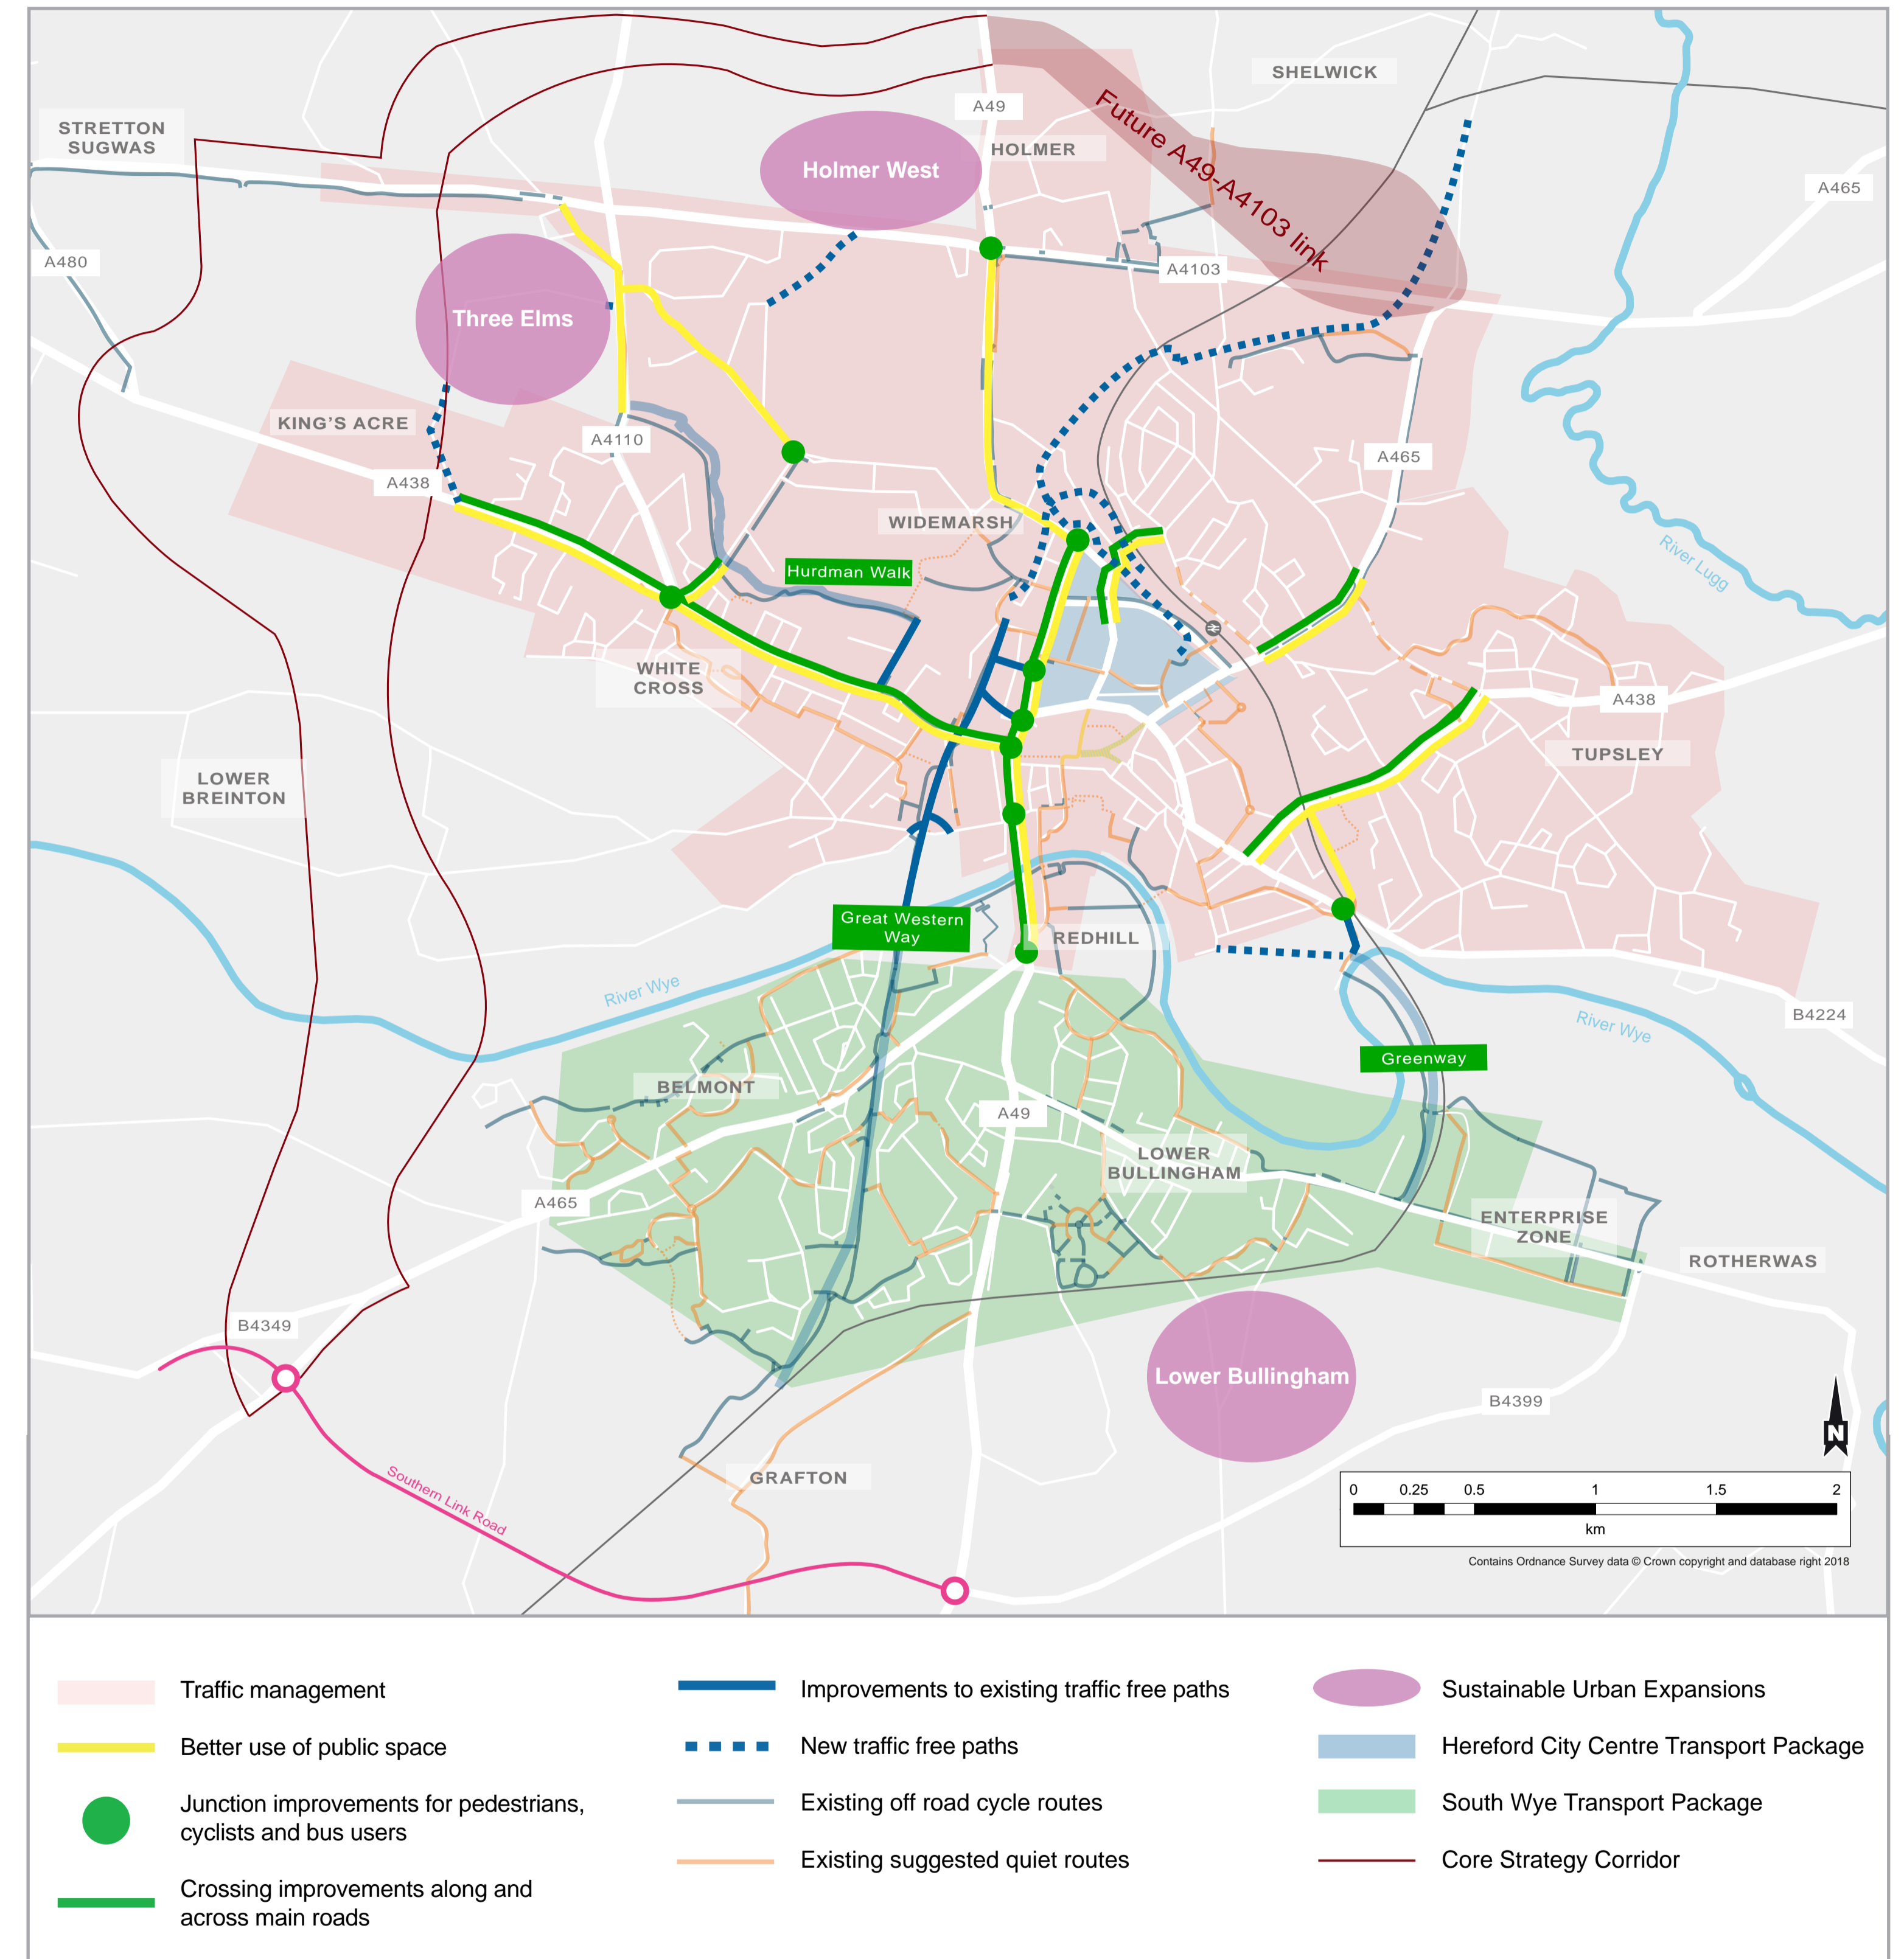 SHELWICK
STRETTON
SUGWAS
A49
HOLMER
Future A49-A4103 link
Holmer West
A465
A480
A4103
Three Elms
KING'S ACRE
A4110
A465
A438
WIDEMARSH
River Lugg
Hurdman Walk
WHITE
CROSS
A438
TUPSLEY
LOWER
BREINTON
Great Western
Way
REDHILL
River Wye
B4224
River Wye
Greenway
BELMONT
A49
LOWER
BULLINGHAM
A465
ENTERPRISE
ZONE
ROTHERWAS
B4349
Lower Bullingham
B4399
N
GRAFTON
Southern Link Road
0 0.25 0.5 1 1.5 2
km
Contains Ordnance Survey data © Crown copyright and database right 2018
Traffic management
Better use of public space
Junction improvements for pedestrians,
cyclists and bus users
Crossing improvements along and
across main roads
Improvements to existing traffic free paths
New traffic free paths
Existing off road cycle routes
Existing suggested quiet routes
Sustainable Urban Expansions
Hereford City Centre Transport Package
South Wye Transport Package
Core Strategy Corridor